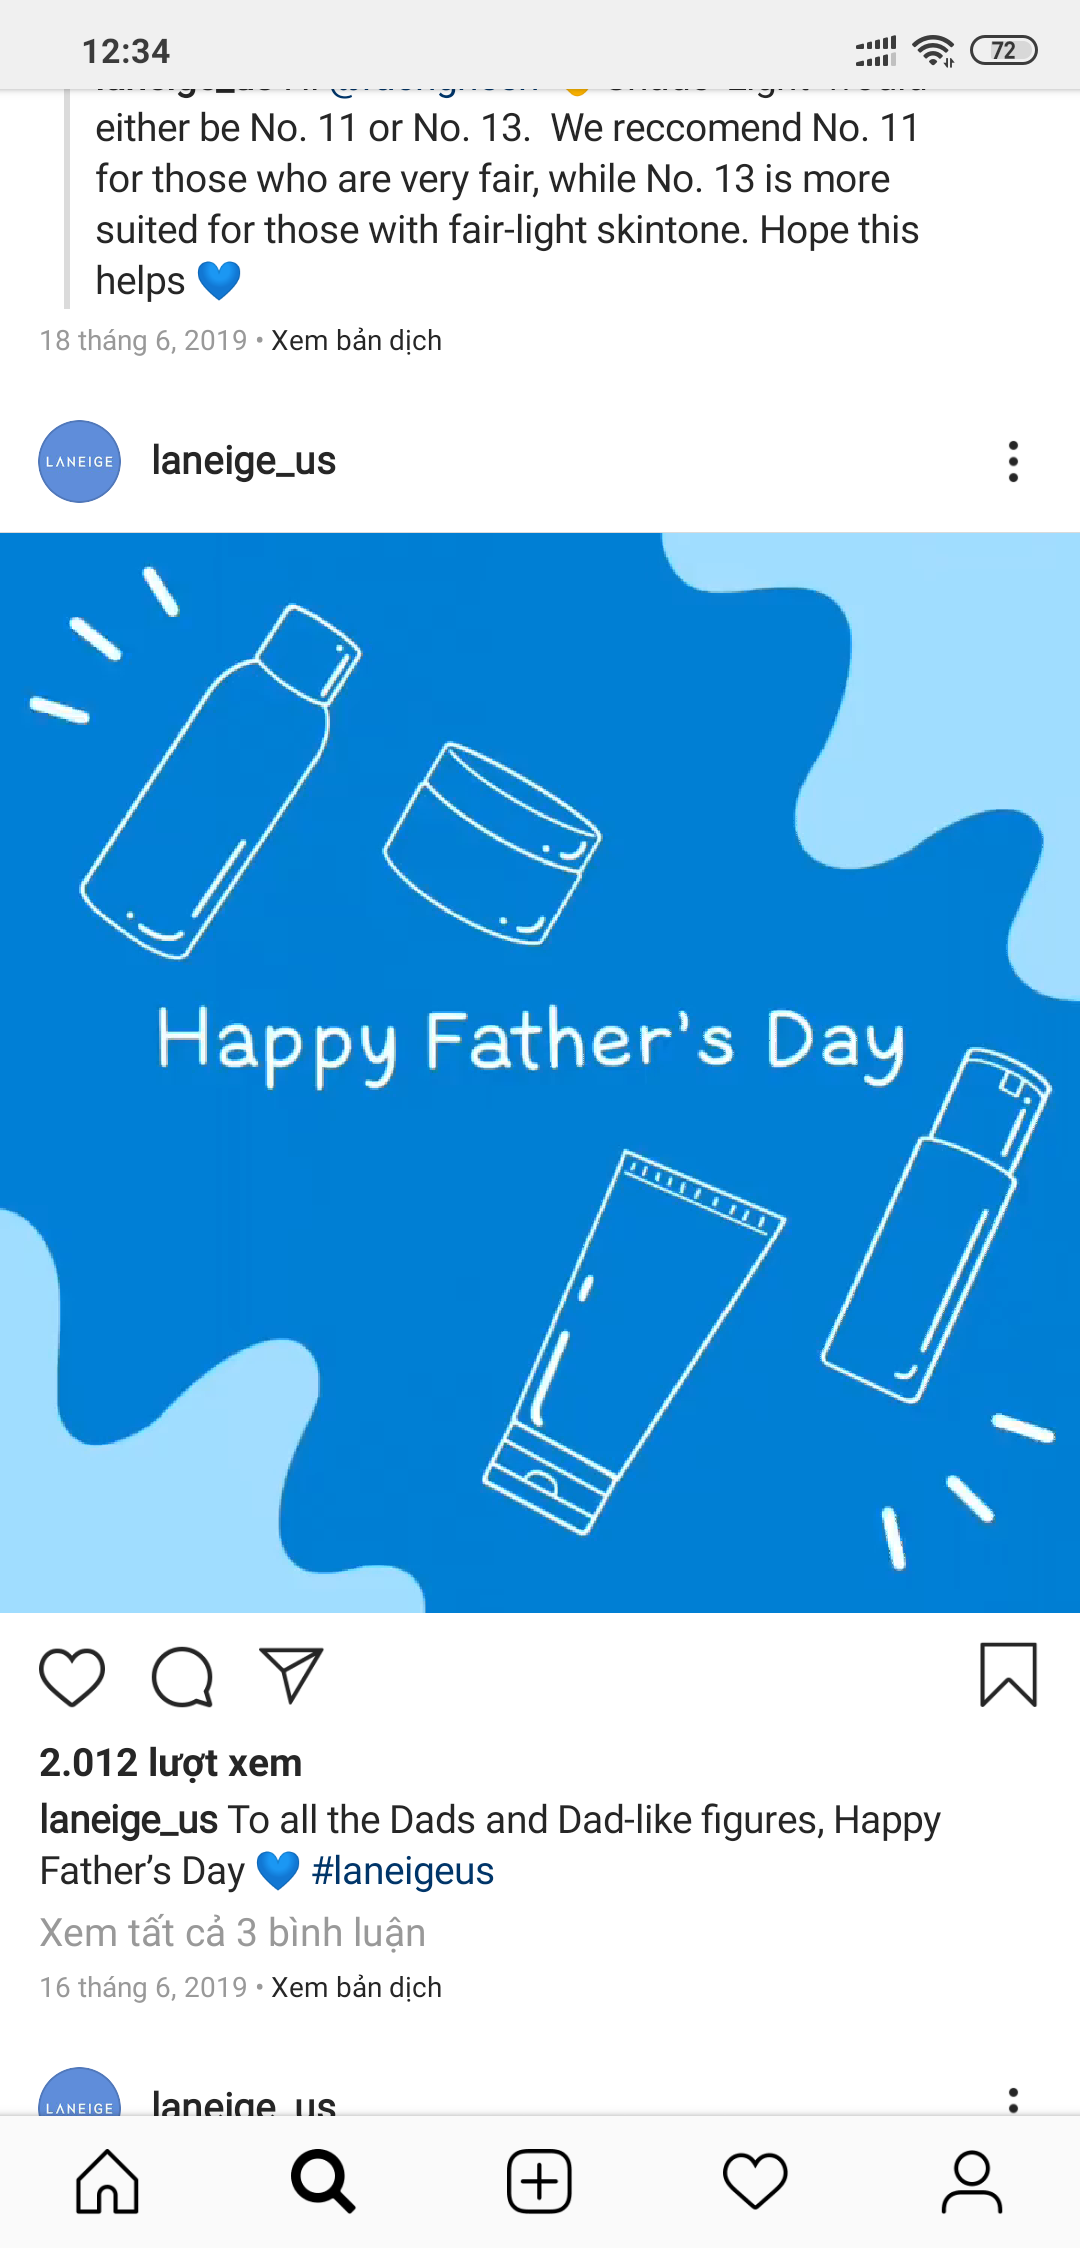 12:34
72
either be No. 11 or No. 13.  We reccomend No. 11
for those who are very fair, while No. 13 is more
suited for those with fair-light skintone. Hope this
helps 💙
18 tháng 6, 2019 • Xem bản dịch
LANEIGE
laneige_us
Happy Father's Day
2.012 lượt xem
laneige_us To all the Dads and Dad-like figures, Happy
Father’s Day 💙 #laneigeus
Xem tất cả 3 bình luận
16 tháng 6, 2019 • Xem bản dịch
LANEIGE
laneige_us